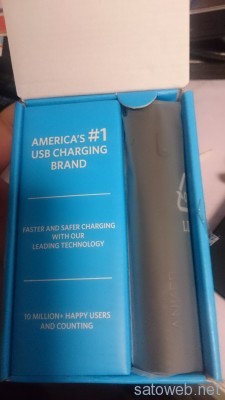 AMERICA'S #1
USB CHARGING
BRAND
FASTER AND SAFER CHARGING
WITH OUR
LEADING TECHNOLOGY
10 MILLION+ HAPPY USERS
AND COUNTING
satoweb.net